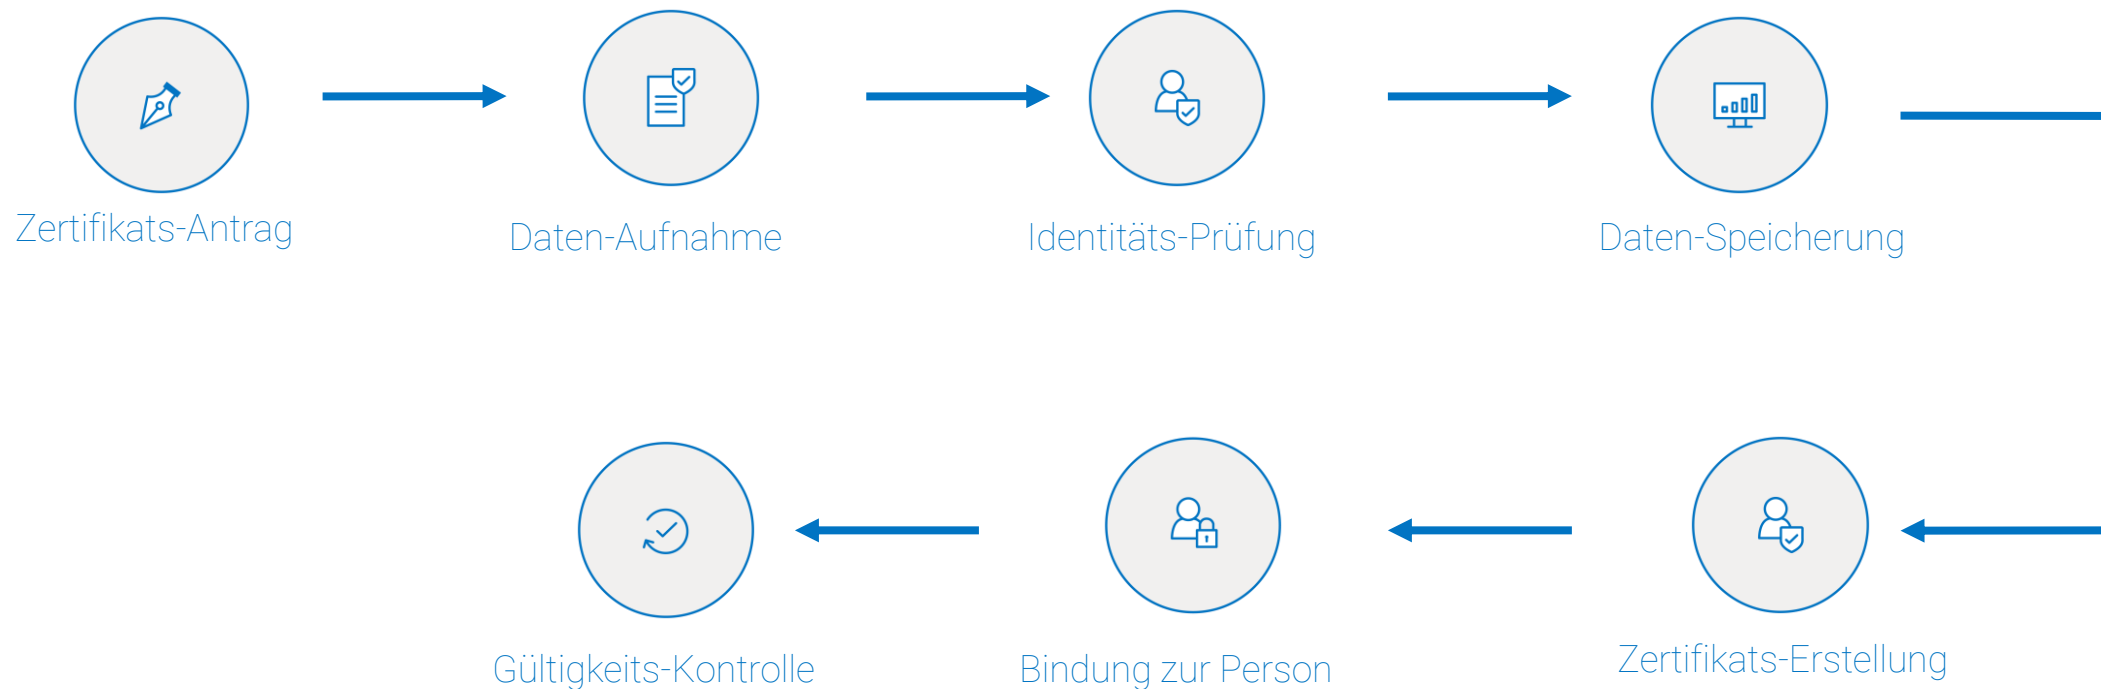 Zertifikats-Antrag
Daten-Aufnahme
Identitäts-Prüfung
Daten-Speicherung
Gültigkeits-Kontrolle
Bindung zur Person
Zertifikats-Erstellung